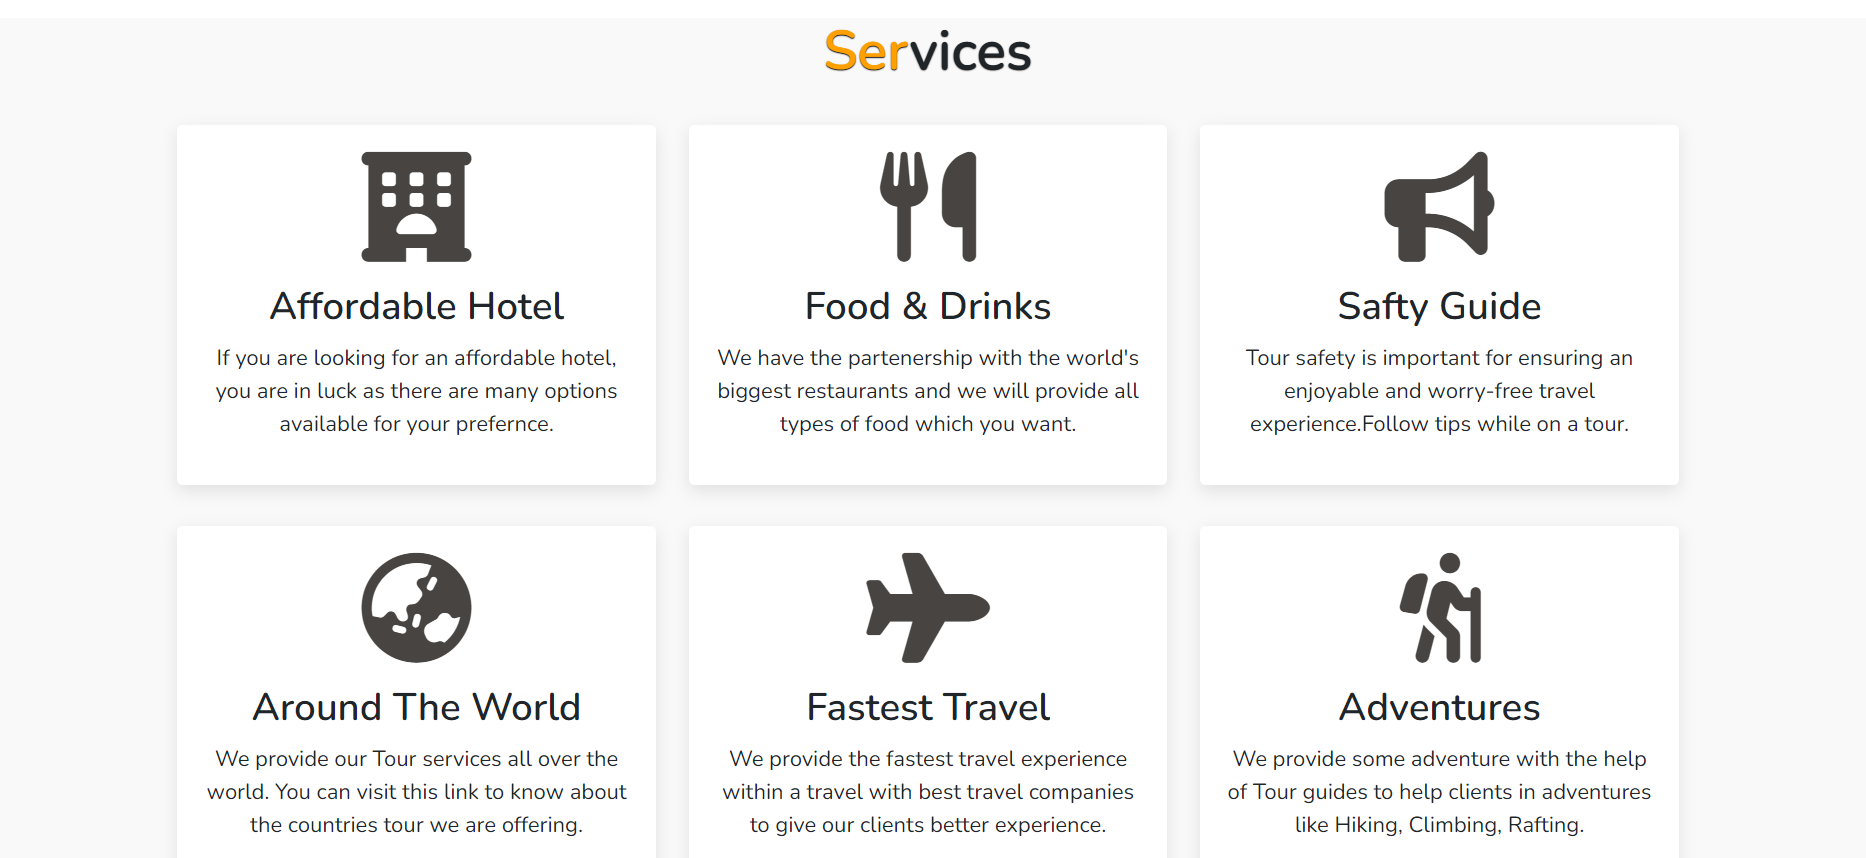 Services
Affordable Hotel
If you are looking for an affordable hotel,
you are in luck as there are many options
available for your prefernce.
Food & Drinks
We have the partenership with the world's
biggest restaurants and we will provide all
types of food which you want.
Safty Guide
Tour safety is important for ensuring an
enjoyable and worry-free travel
experience.Follow tips while on a tour.
Around The World
We provide our Tour services all over the
world. You can visit this link to know about
the countries tour we are offering.
Fastest Travel
We provide the fastest travel experience
within a travel with best travel companies
to give our clients better experience.
Adventures
We provide some adventure with the help
of Tour guides to help clients in adventures
like Hiking, Climbing, Rafting.